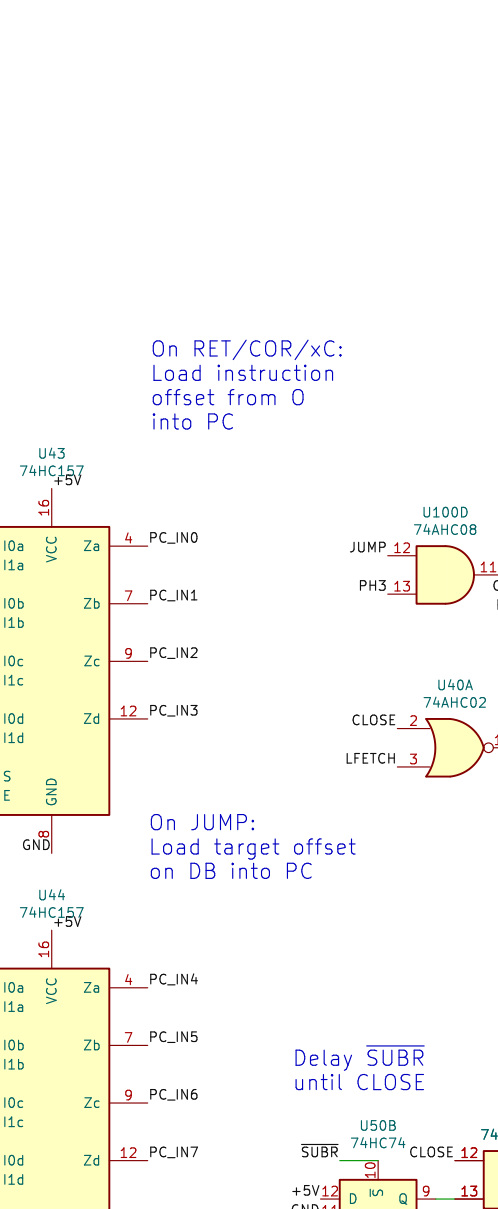 On RET/COR/xC:
Load instruction
offset from O
into PC
U43
74HC157
+5V
16
VCC
I0a
I1a
Za
4
PC_IN0
I0b
I1b
Zb
7
PC_IN1
I0c
I1c
Zc
9
PC_IN2
I0d
I1d
Zd
12
PC_IN3
S
E
GND
8
GND
U100D
74AHC08
JUMP
12
PH3
13
11
U40A
74AHC02
CLOSE
2
LFETCH
3
On JUMP:
Load target offset
on DB into PC
U44
74HC157
+5V
16
VCC
I0a
I1a
Za
4
PC_IN4
I0b
I1b
Zb
7
PC_IN5
I0c
I1c
Zc
9
PC_IN6
I0d
I1d
Zd
12
PC_IN7
Delay SUBR
until CLOSE
U50B
74HC74
SUBR
10
CLOSE
12
74
+5V
12
D
S
Q
9
13